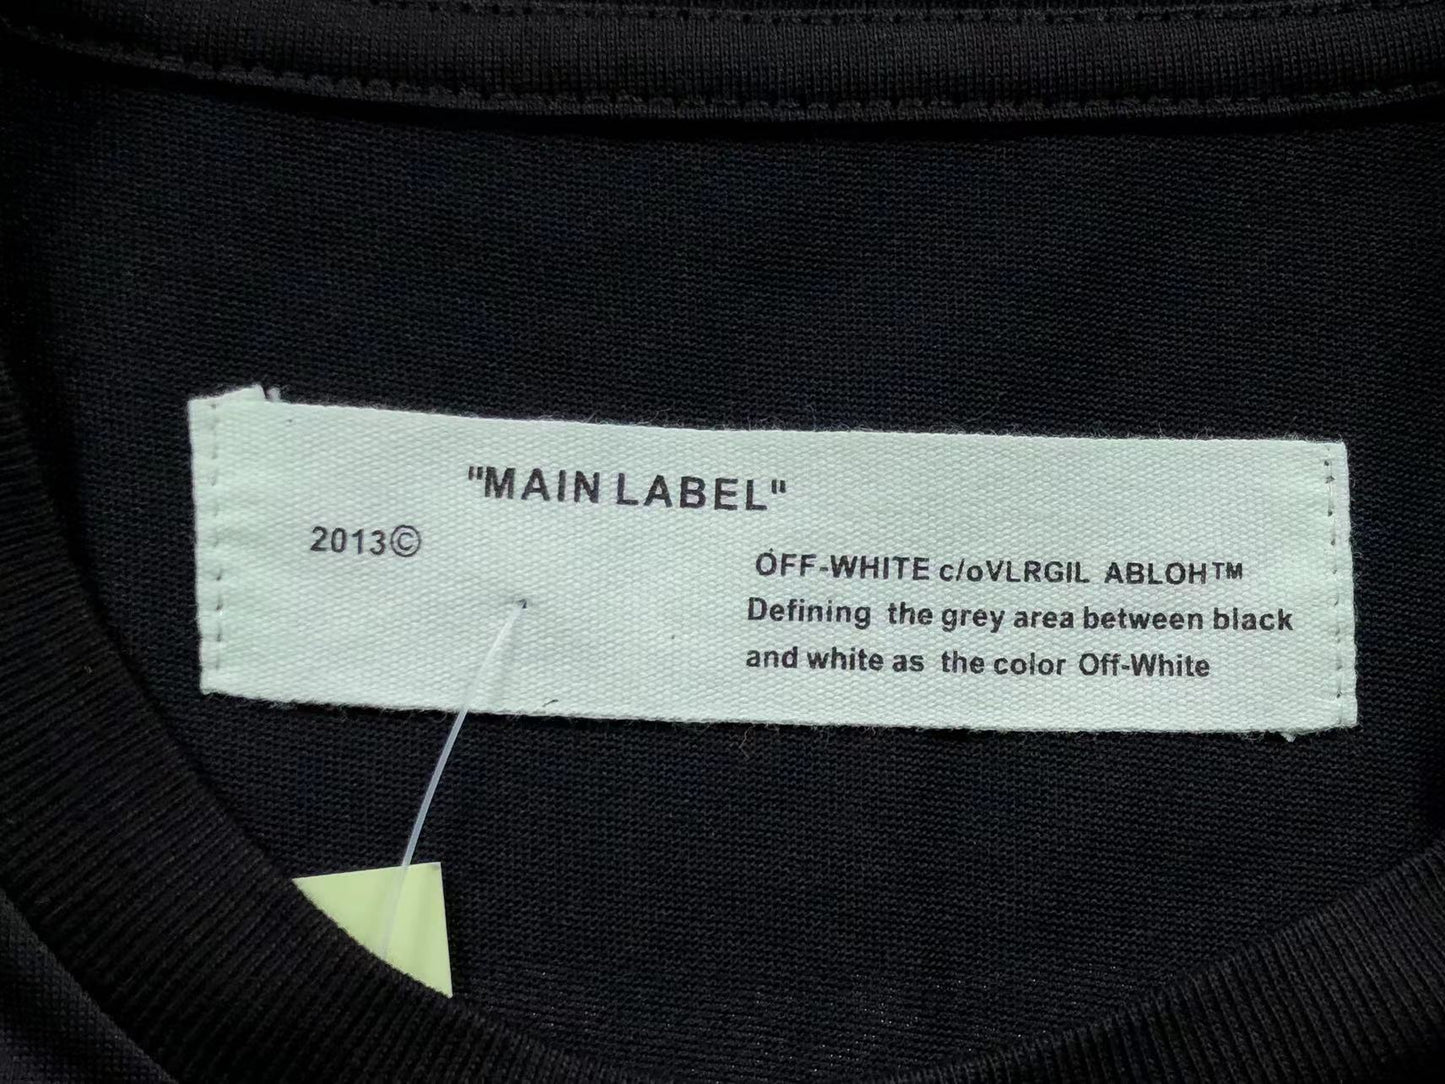 "MAIN LABEL"
2013©
OFF-WHITE c/oVLRGIL ABLOH™
Defining the grey area between black
and white as the color Off-White